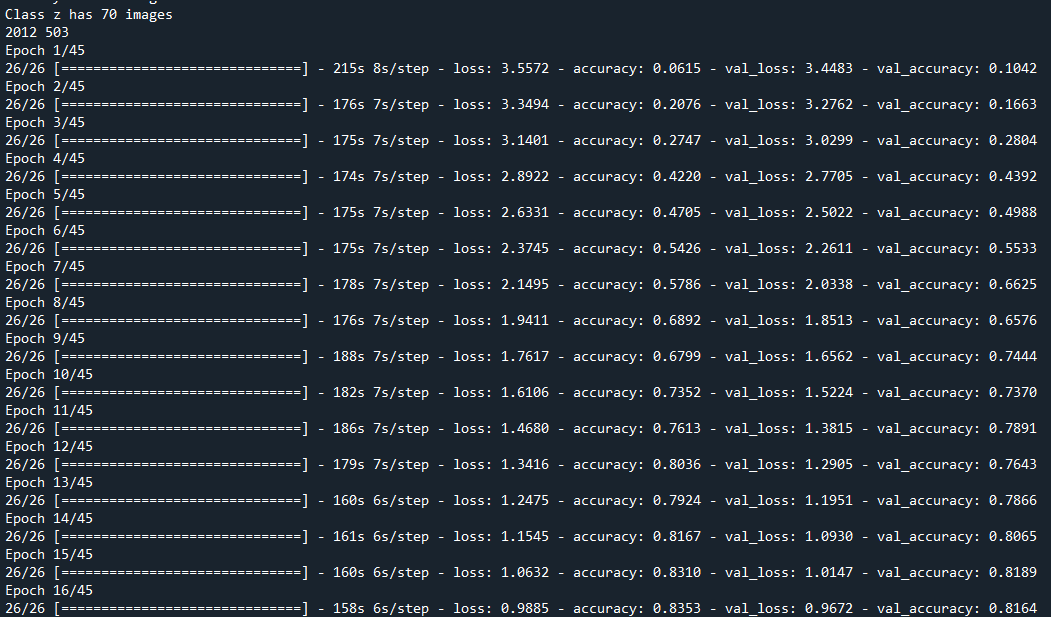 Class z has 70 images
2012 503
Epoch 1/45
26/26 [==============================] - 215s 8s/step - loss: 3.5572 - accuracy: 0.0615 - val_loss: 3.4483 - val_accuracy: 0.1042
Epoch 2/45
26/26 [==============================] - 176s 7s/step - loss: 3.3494 - accuracy: 0.2076 - val_loss: 3.2762 - val_accuracy: 0.1663
Epoch 3/45
26/26 [==============================] - 175s 7s/step - loss: 3.1401 - accuracy: 0.2747 - val_loss: 3.0299 - val_accuracy: 0.2804
Epoch 4/45
26/26 [==============================] - 174s 7s/step - loss: 2.8922 - accuracy: 0.4220 - val_loss: 2.7705 - val_accuracy: 0.4392
Epoch 5/45
26/26 [==============================] - 175s 7s/step - loss: 2.6331 - accuracy: 0.4705 - val_loss: 2.5022 - val_accuracy: 0.4988
Epoch 6/45
26/26 [==============================] - 175s 7s/step - loss: 2.3745 - accuracy: 0.5426 - val_loss: 2.2611 - val_accuracy: 0.5533
Epoch 7/45
26/26 [==============================] - 178s 7s/step - loss: 2.1495 - accuracy: 0.5786 - val_loss: 2.0338 - val_accuracy: 0.6625
Epoch 8/45
26/26 [==============================] - 176s 7s/step - loss: 1.9411 - accuracy: 0.6892 - val_loss: 1.8513 - val_accuracy: 0.6576
Epoch 9/45
26/26 [==============================] - 188s 7s/step - loss: 1.7617 - accuracy: 0.6799 - val_loss: 1.6562 - val_accuracy: 0.7444
Epoch 10/45
26/26 [==============================] - 182s 7s/step - loss: 1.6106 - accuracy: 0.7352 - val_loss: 1.5224 - val_accuracy: 0.7370
Epoch 11/45
26/26 [==============================] - 186s 7s/step - loss: 1.4680 - accuracy: 0.7613 - val_loss: 1.3815 - val_accuracy: 0.7891
Epoch 12/45
26/26 [==============================] - 179s 7s/step - loss: 1.3416 - accuracy: 0.8036 - val_loss: 1.2905 - val_accuracy: 0.7643
Epoch 13/45
26/26 [==============================] - 160s 6s/step - loss: 1.2475 - accuracy: 0.7924 - val_loss: 1.1951 - val_accuracy: 0.7866
Epoch 14/45
26/26 [==============================] - 161s 6s/step - loss: 1.1545 - accuracy: 0.8167 - val_loss: 1.0930 - val_accuracy: 0.8065
Epoch 15/45
26/26 [==============================] - 160s 6s/step - loss: 1.0632 - accuracy: 0.8310 - val_loss: 1.0147 - val_accuracy: 0.8189
Epoch 16/45
26/26 [==============================] - 158s 6s/step - loss: 0.9885 - accuracy: 0.8353 - val_loss: 0.9672 - val_accuracy: 0.8164